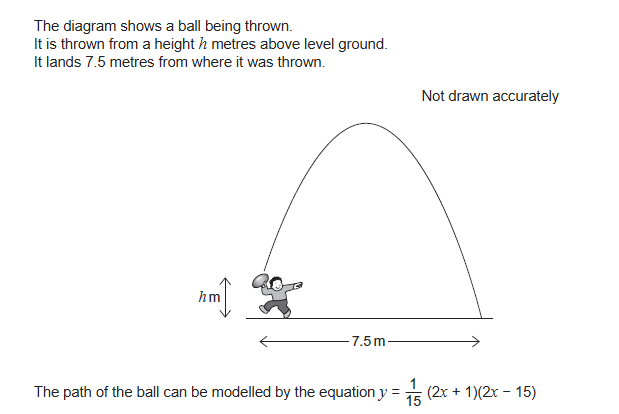 The diagram shows a ball being thrown.
It is thrown from a height h metres above level ground.
It lands 7.5 metres from where it was thrown.
Not drawn accurately
h m
7.5 m
The path of the ball can be modelled by the equation y = 1/15 (2x + 1)(2x − 15)